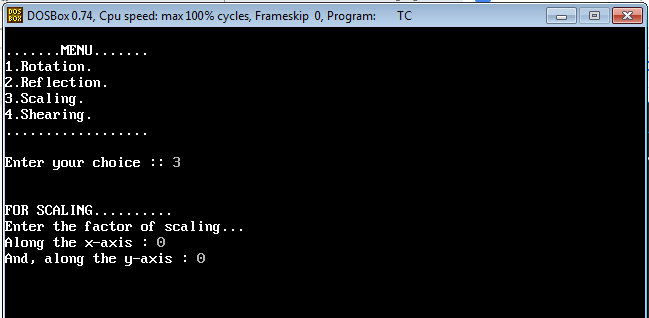 DOSBox 0.74, Cpu speed: max 100% cycles, Frameskip 0, Program: TC
.......MENU.......
1.Rotation.
2.Reflection.
3.Scaling.
4.Shearing.
..................
Enter your choice :: 3
FOR SCALING..........
Enter the factor of scaling...
Along the x-axis : 0
And, along the y-axis : 0